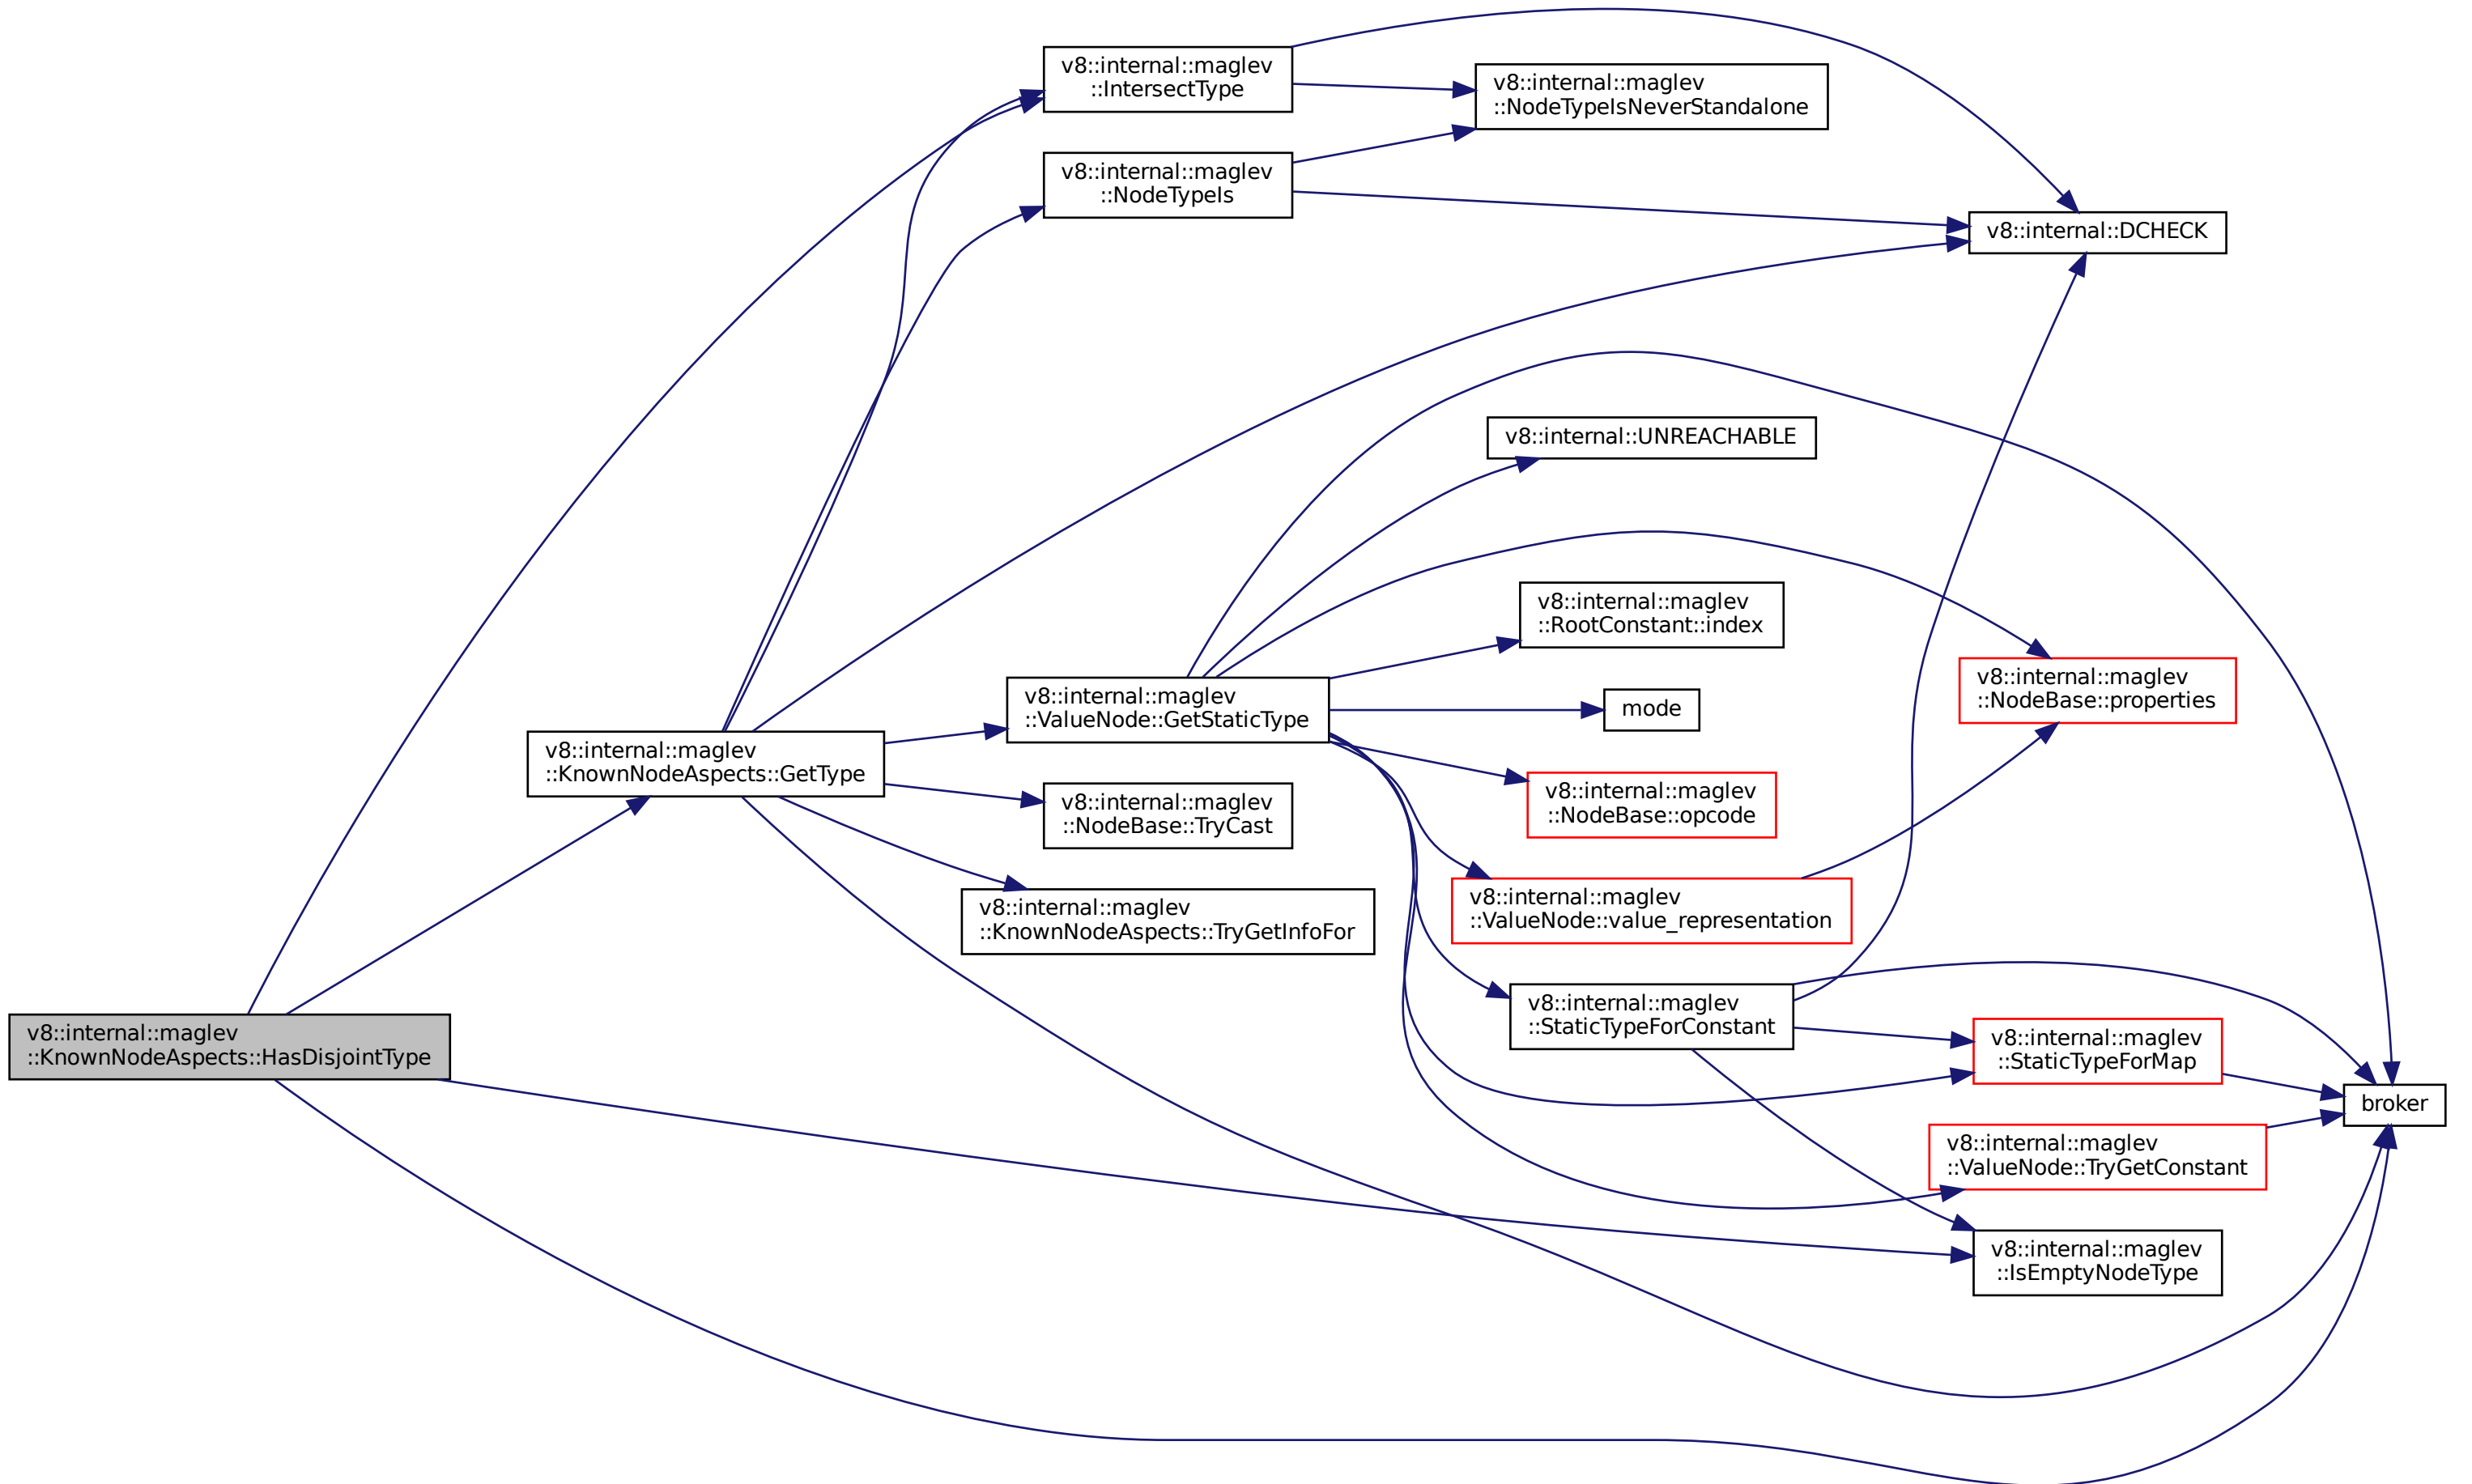 v8::internal::maglev
::IntersectType
v8::internal::maglev
::NodeTypeIsNeverStandalone
v8::internal::maglev
::NodeTypeIs
v8::internal::DCHECK
v8::internal::UNREACHABLE
v8::internal::maglev
::RootConstant::index
v8::internal::maglev
::NodeBase::properties
v8::internal::maglev
::ValueNode::GetStaticType
mode
v8::internal::maglev
::KnownNodeAspects::GetType
v8::internal::maglev
::NodeBase::opcode
v8::internal::maglev
::NodeBase::TryCast
v8::internal::maglev
::ValueNode::value_representation
v8::internal::maglev
::KnownNodeAspects::TryGetInfoFor
v8::internal::maglev
::StaticTypeForConstant
v8::internal::maglev
::KnownNodeAspects::HasDisjointType
v8::internal::maglev
::StaticTypeForMap
broker
v8::internal::maglev
::ValueNode::TryGetConstant
v8::internal::maglev
::IsEmptyNodeType